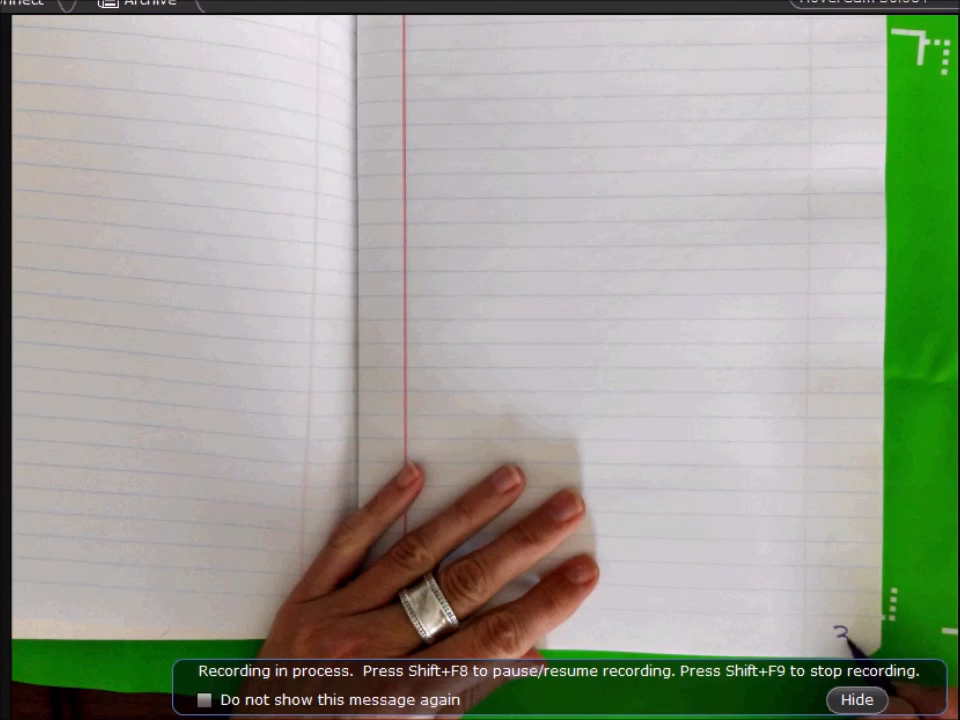 Archive
Recording in process. Press Shift+F8 to pause/resume recording. Press Shift+F9 to stop recording.
Do not show this message again
Hide